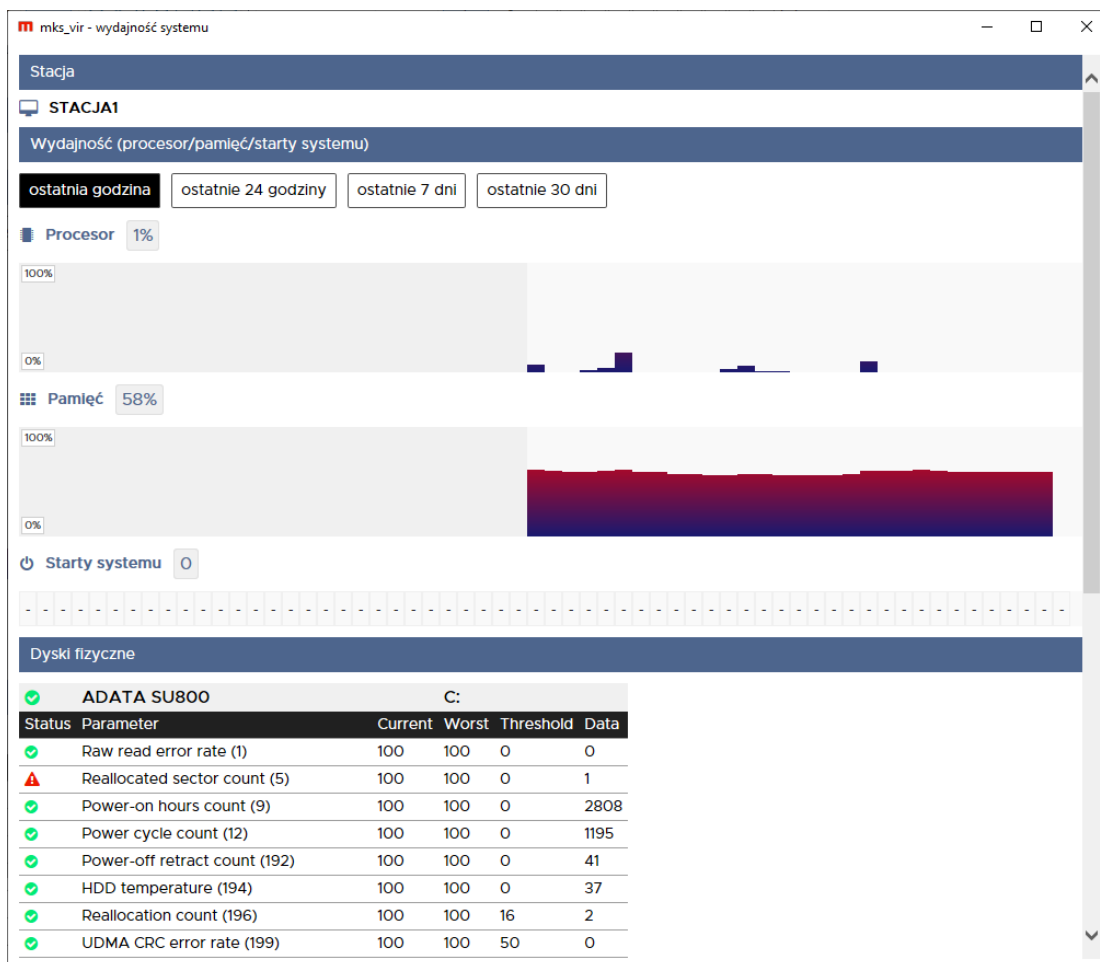 mks_vir - wydajność systemu
Stacja
STACJA1
Wydajność (procesor/pamięć/starty systemu)
ostatnia godzina ostatnie 24 godziny ostatnie 7 dni ostatnie 30 dni
Procesor 1%
100%
0%
Pamięć 58%
100%
0%
Starty systemu 0
- - - - - - - - - - - - - - - - - - - - - - - - - - - - - - - - - - - - - - - - - - - - - - - - - - - - - - - - - - - -
Dyski fizyczne
ADATA SU800 C:
Status Parameter Current Worst Threshold Data
Raw read error rate (1) 100 100 0 0
Reallocated sector count (5) 100 100 0 1
Power-on hours count (9) 100 100 0 2808
Power cycle count (12) 100 100 0 1195
Power-off retract count (192) 100 100 0 41
HDD temperature (194) 100 100 0 37
Reallocation count (196) 100 100 16 2
UDMA CRC error rate (199) 100 100 50 0